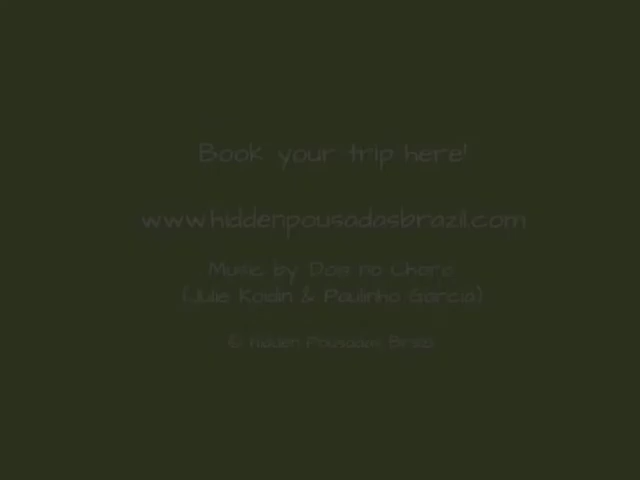 Book your trip here!
www.hiddenpousadasbrazil.com
Music by Dois no Choro
(Julie Koidin & Paulinho Garcia)
© Hidden Pousadas Brazil